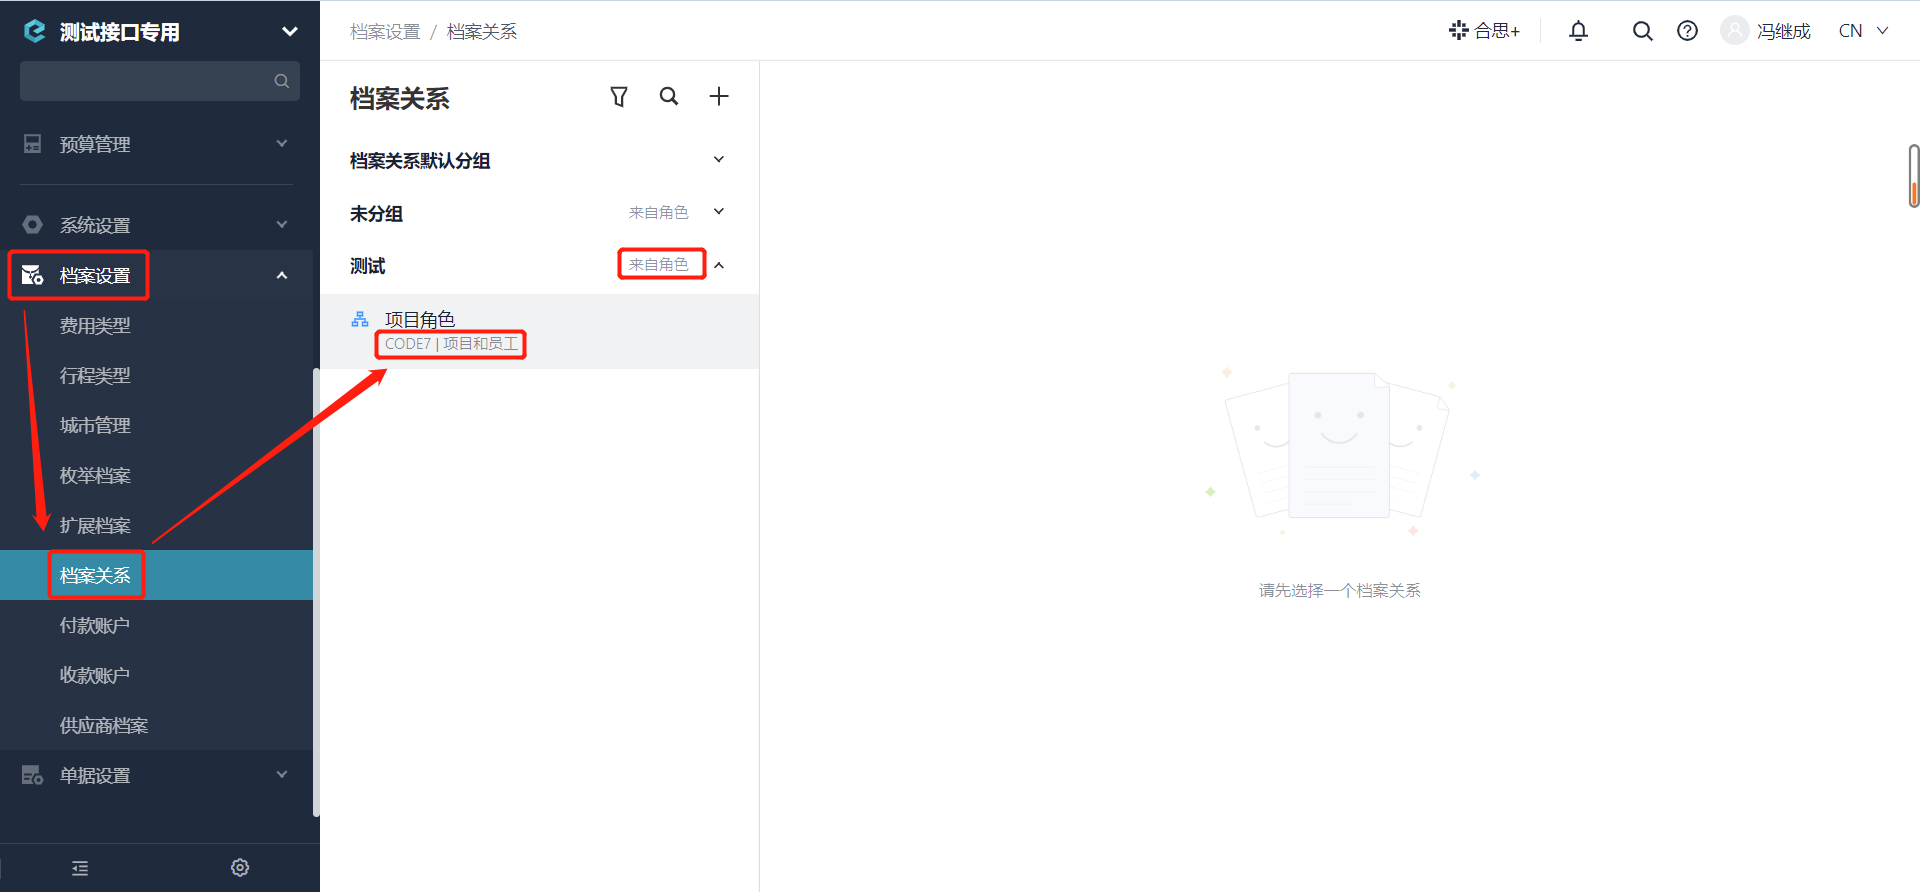 测试接口专用
预算管理
系统设置
档案设置
费用类型
行程类型
城市管理
枚举档案
扩展档案
档案关系
付款账户
收款账户
供应商档案
单据设置
档案设置 / 档案关系
合思+
冯继成
CN
档案关系
档案关系默认分组
未分组 来自角色
测试 来自角色
项目角色
CODE7 | 项目和员工
请先选择一个档案关系